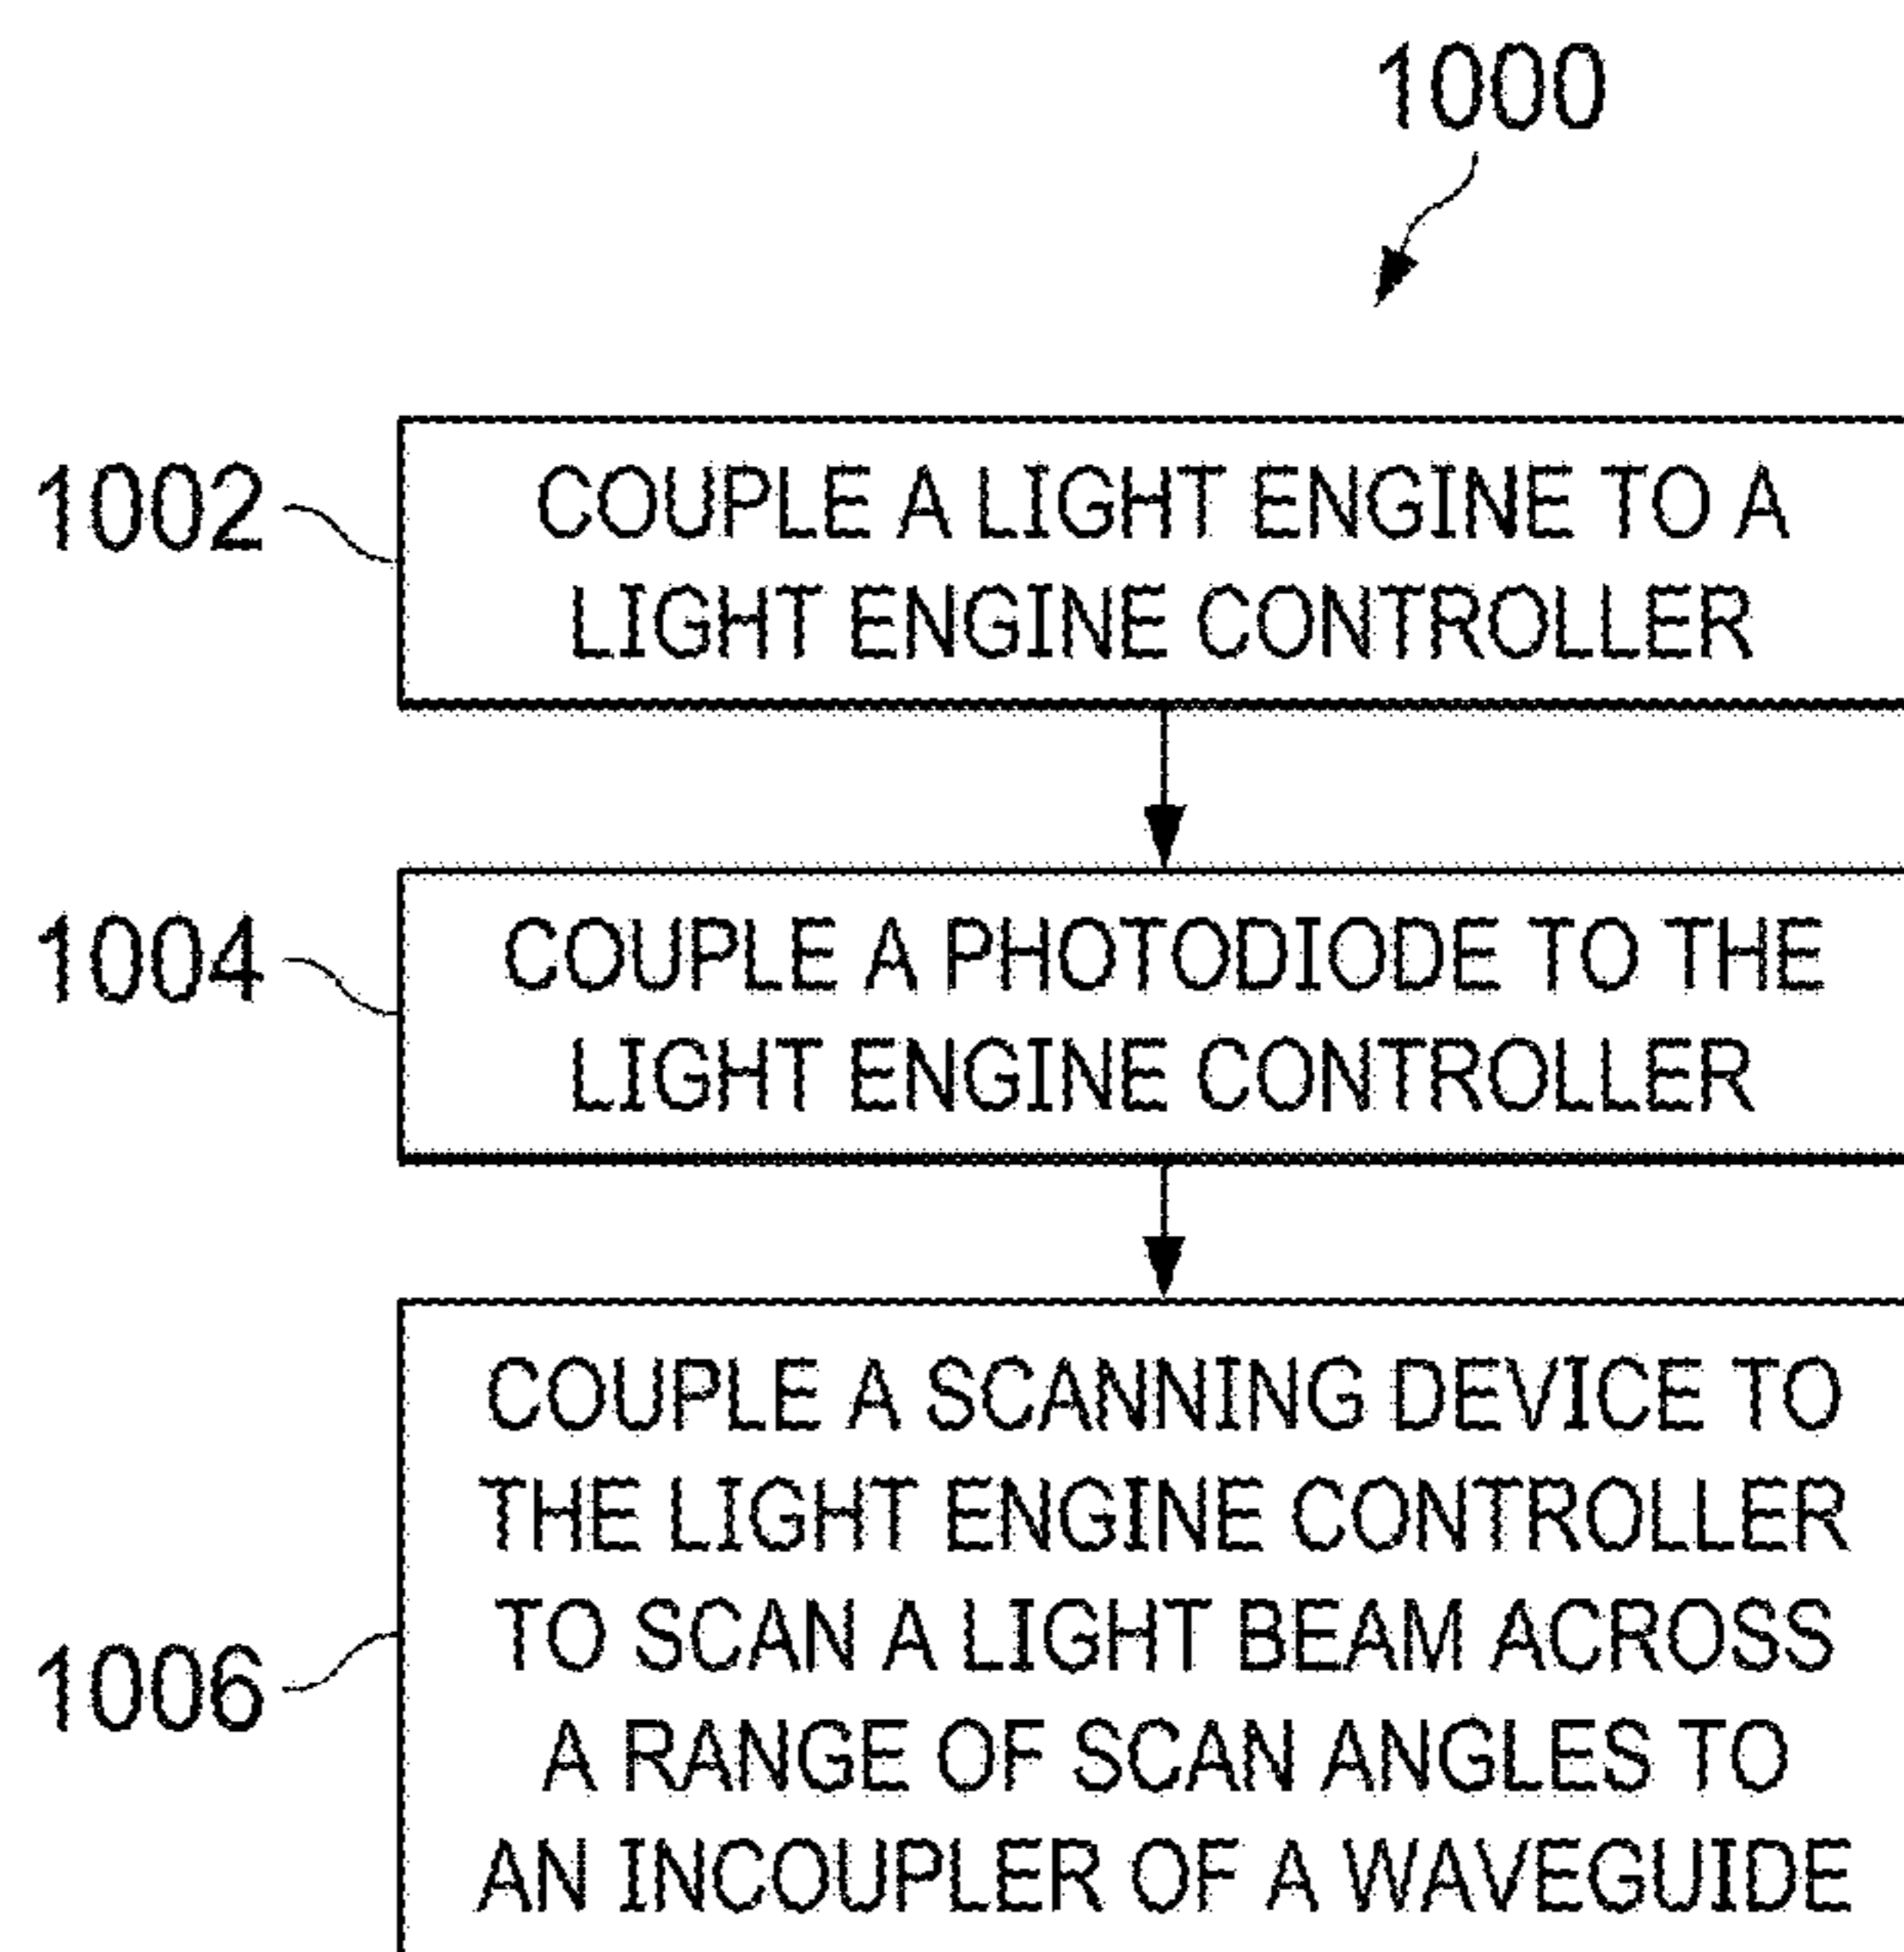 1000
1002
COUPLE A LIGHT ENGINE TO A
LIGHT ENGINE CONTROLLER
1004
COUPLE A PHOTODIODE TO THE
LIGHT ENGINE CONTROLLER
1006
COUPLE A SCANNING DEVICE TO
THE LIGHT ENGINE CONTROLLER
TO SCAN A LIGHT BEAM ACROSS
A RANGE OF SCAN ANGLES TO
AN INCOUPLER OF A WAVEGUIDE